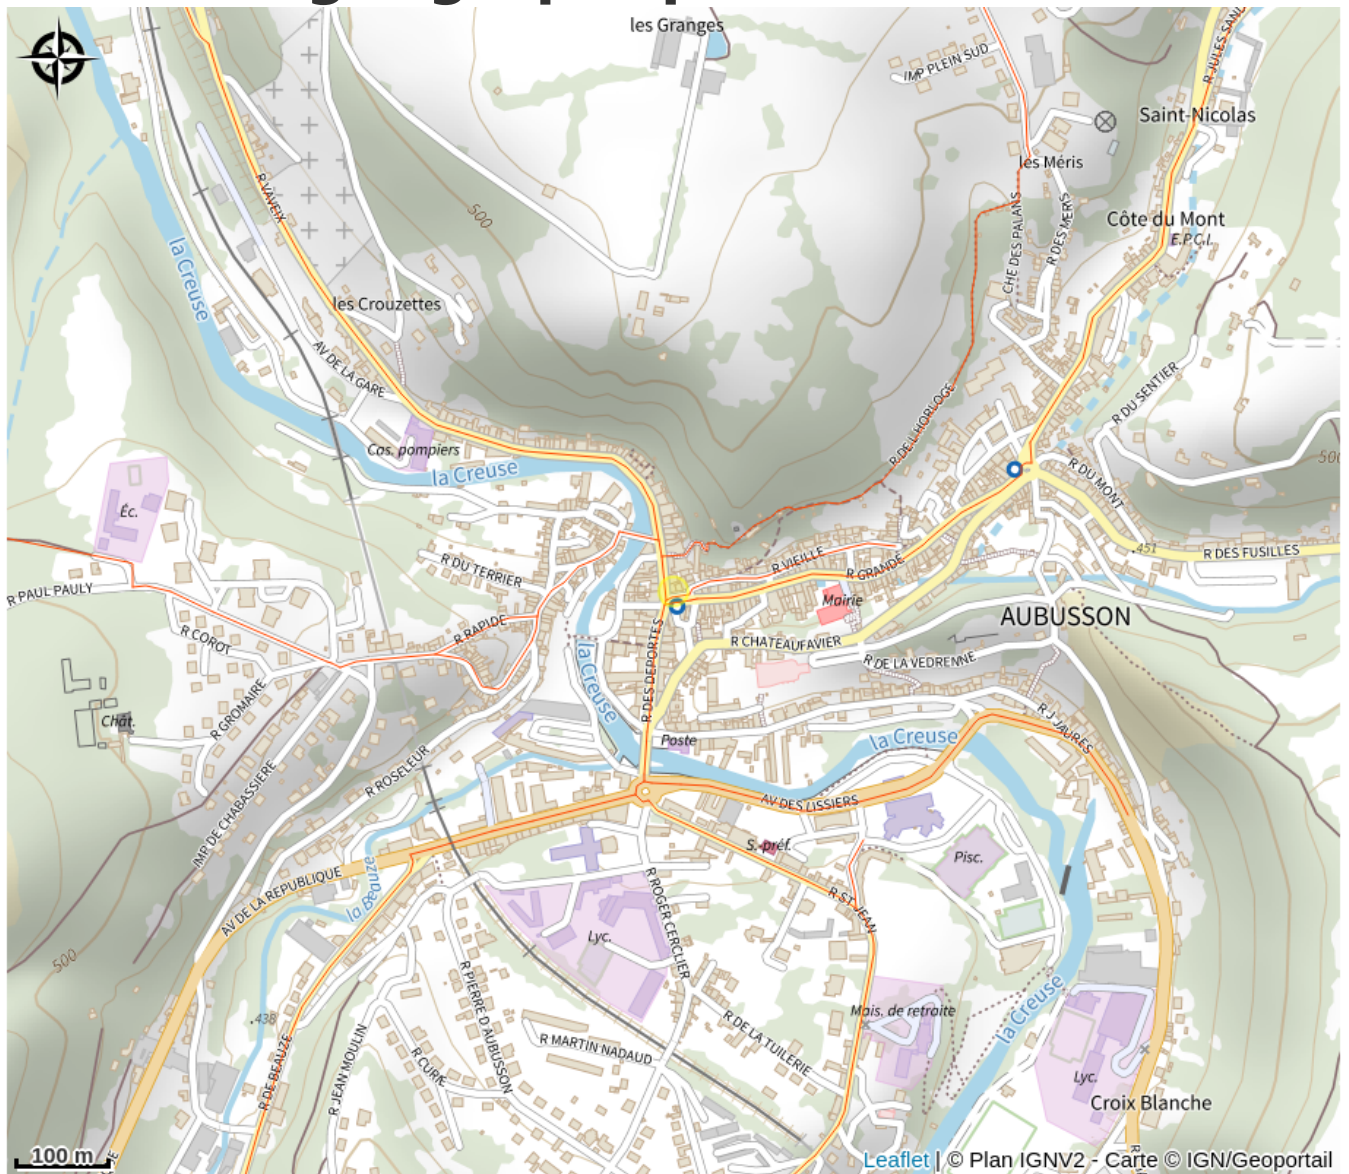 les Granges
IMP PLEIN SUD
R JULES SAND
Saint-Nicolas
les Méris
R VAVEIX
CHE DES PALANS
R DES MERIS
Côte du Mont
E.P.C.I.
500
la Creuse
les Crouzettes
AV DE LA GARE
R DU SENTIER
R DE L'HORLOGE
Cas. pompiers
la Creuse
500
R DU MONT
Éc.
.451
R DES FUSILLES
R VIEILLE
R DU TERRIER
R GRANDE
R PAUL PAULY
Mairie
AUBUSSON
R RAPIDE
R COROT
R CHATEAUFAVIER
R DE LA VEDRENNE
la Creuse
R DES DEPORTES
R GROMAIRE
Chât.
R J JAURES
Poste
la Creuse
R ROSELEUR
IMP DE CHABASSIERE
AV DES LISSIERS
S.-préf.
Pisc.
la Beauze
AV DE LA REPUBLIQUE
R ROGER CERCLIER
R ST JEAN
Lyc.
500
R PIERRE D AUBUSSON
la Creuse
Mais. de retraite
.438
R DE LA TUILERIE
R MARTIN NADAUD
R DE BEAUZE
R JEAN MOULIN
R CURIE
Lyc.
Croix Blanche
100 m
Leaflet | © Plan IGNV2 - Carte © IGN/Geoportail